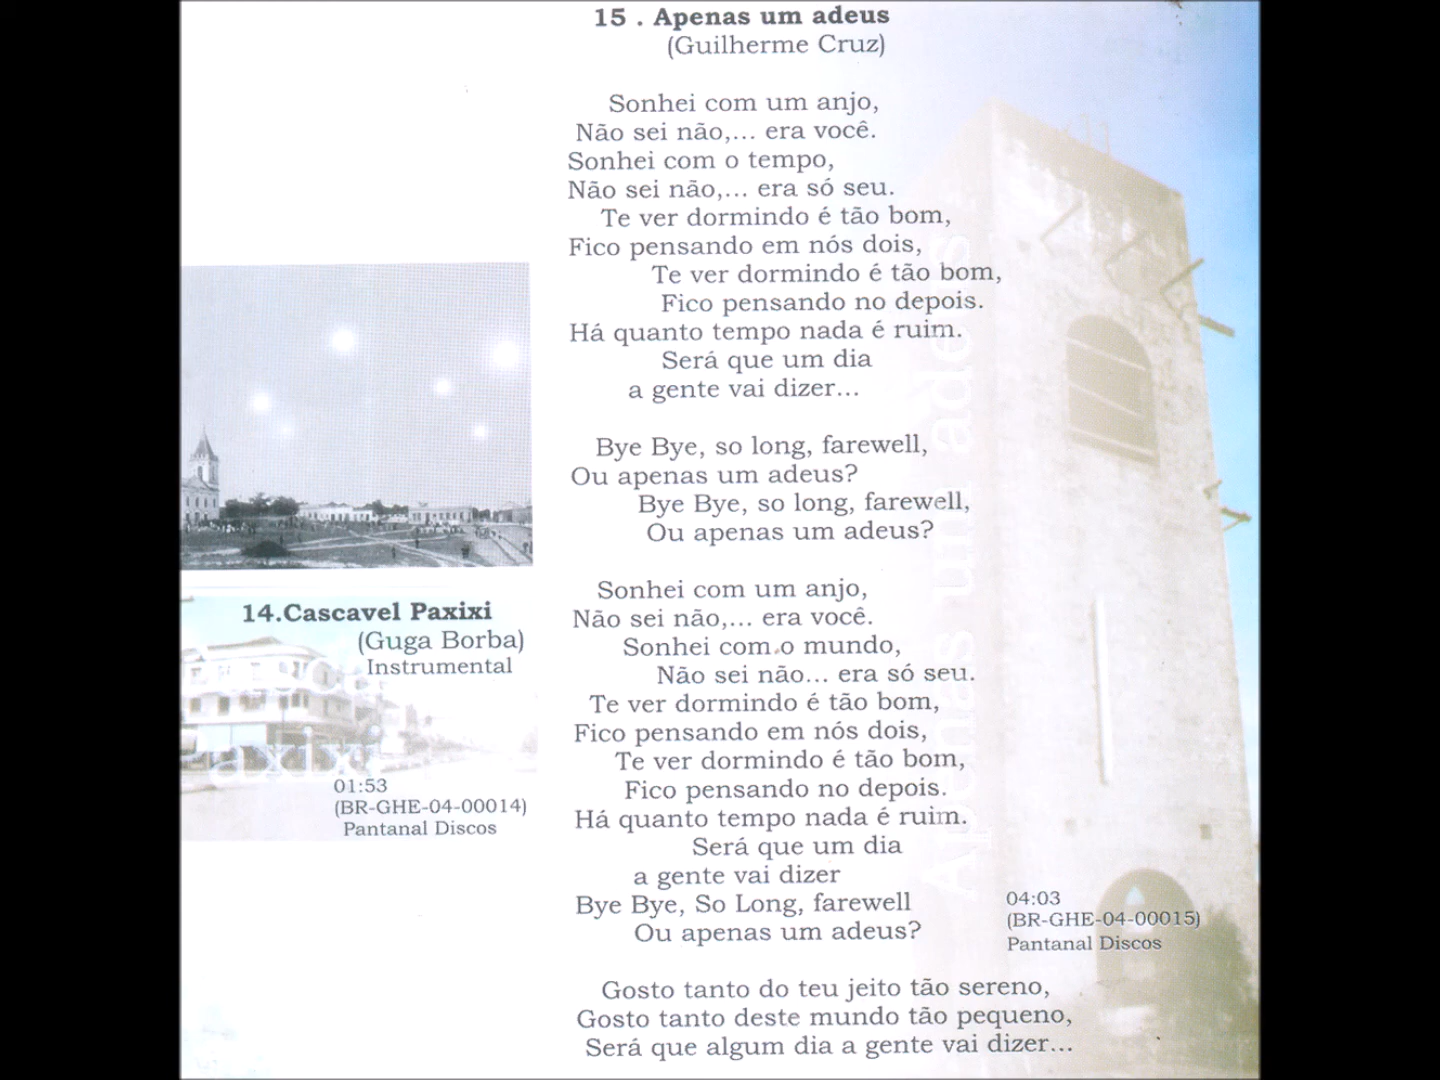 15 . Apenas um adeus
(Guilherme Cruz)
Sonhei com um anjo,
Não sei não,... era você.
Sonhei com o tempo,
Não sei não,... era só seu.
Te ver dormindo é tão bom,
Fico pensando em nós dois,
Te ver dormindo é tão bom,
Fico pensando no depois.
Há quanto tempo nada é ruim.
Será que um dia
a gente vai dizer...
Bye Bye, so long, farewell,
Ou apenas um adeus?
Bye Bye, so long, farewell,
Ou apenas um adeus?
Sonhei com um anjo,
Não sei não,... era você.
Sonhei com o mundo,
Não sei não... era só seu.
Te ver dormindo é tão bom,
Fico pensando em nós dois,
Te ver dormindo é tão bom,
Fico pensando no depois.
Há quanto tempo nada é ruim.
Será que um dia
a gente vai dizer
Bye Bye, So Long, farewell
Ou apenas um adeus?
Gosto tanto do teu jeito tão sereno,
Gosto tanto deste mundo tão pequeno,
Será que algum dia a gente vai dizer...
04:03
(BR-GHE-04-00015)
Pantanal Discos
Apenas um adeus
14.Cascavel Paxixi
(Guga Borba)
Instrumental
Paxixi
01:53
(BR-GHE-04-00014)
Pantanal Discos